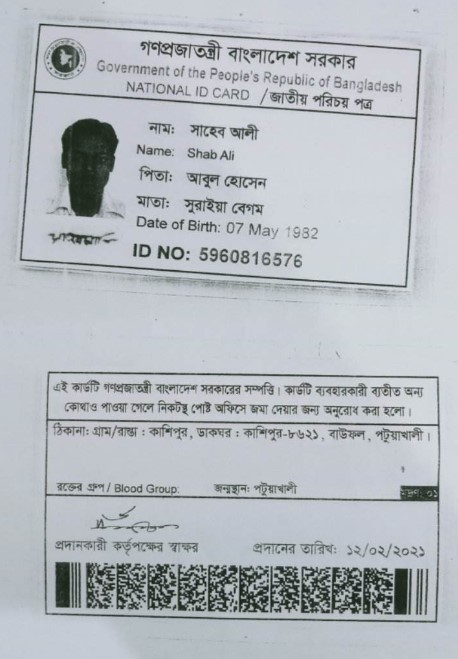 গণপ্রজাতন্ত্রী বাংলাদেশ সরকার
Government of the People's Republic of Bangladesh
NATIONAL ID CARD / জাতীয় পরিচয় পত্র
নাম: সাহেব আলী
Name: Shab Ali
পিতা: আবুল হোসেন
মাতা: সুরাইয়া বেগম
Date of Birth: 07 May 1982
ID NO: 5960816576
এই কার্ডটি গণপ্রজাতন্ত্রী বাংলাদেশ সরকারের সম্পত্তি। কার্ডটি ব্যবহারকারী ব্যতীত অন্য
কোথাও পাওয়া গেলে নিকটস্থ পোষ্ট অফিসে জমা দেয়ার জন্য অনুরোধ করা হলো।
ঠিকানা: গ্রাম/রাস্তা : কাশিপুর, ডাকঘর : কাশিপুর-৮৬২১, বাউফল, পটুয়াখালী।
রক্তের গ্রুপ / Blood Group: জন্মস্থান: পটুয়াখালী
প্রদানকারী কর্তৃপক্ষের স্বাক্ষর প্রদানের তারিখ: ১২/০২/২০২১